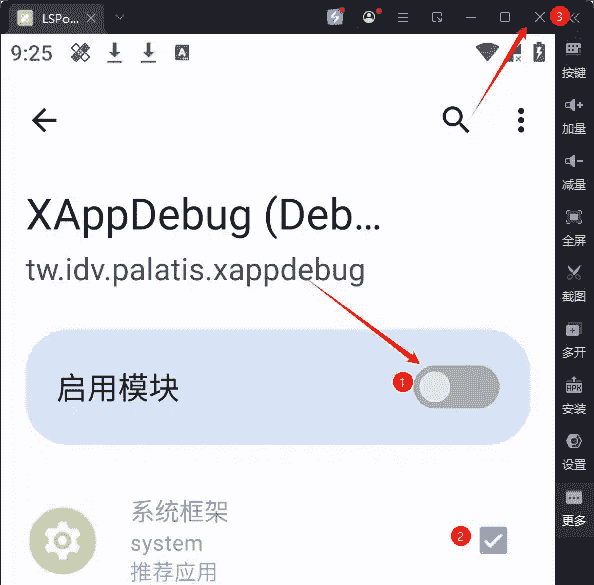 LSPo...
3
9:25
A
按键
加量
减量
全屏
截图
多开
APK
安装
设置
更多
XAppDebug (Deb...
tw.idv.palatis.xappdebug
启用模块
1
系统框架
system
2
推荐应用